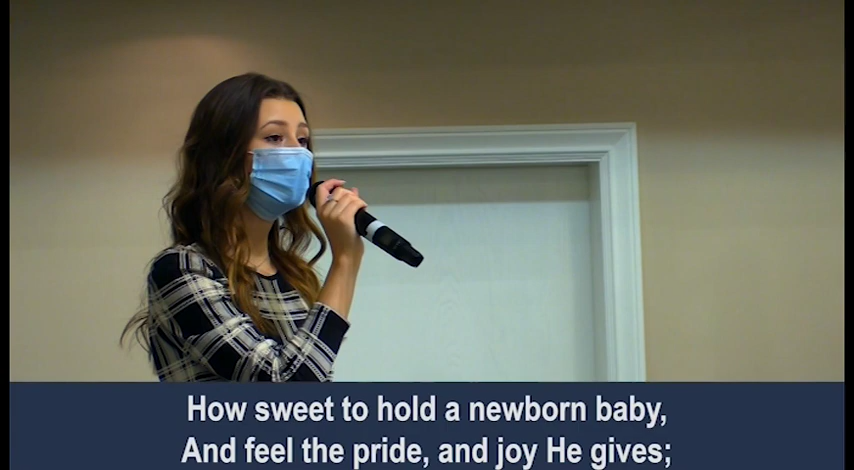 How sweet to hold a newborn baby,
And feel the pride, and joy He gives;